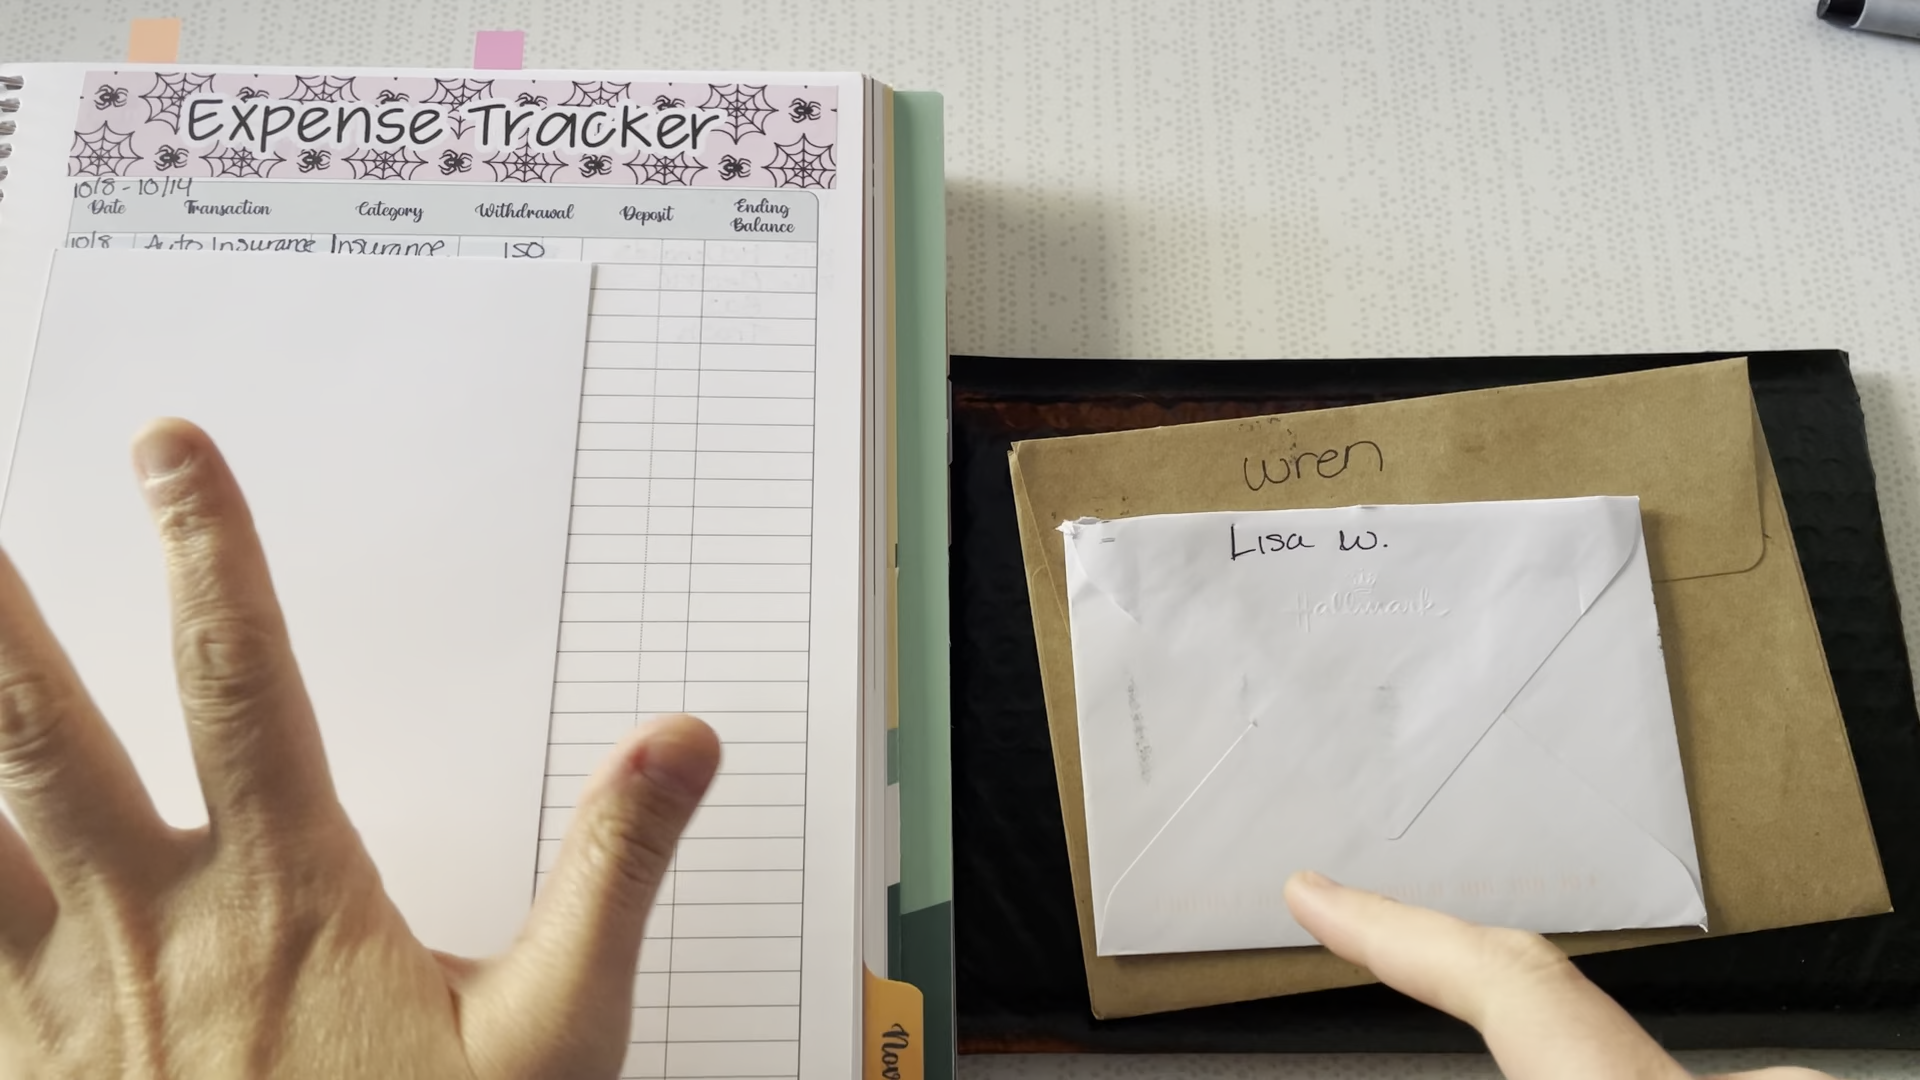 Expense Tracker
10/8 - 10/14
Date Transaction Category Withdrawal Deposit Ending Balance
10/8 Auto Insurance Insurance 150
Nov
wren
Lisa W.
Hallmark